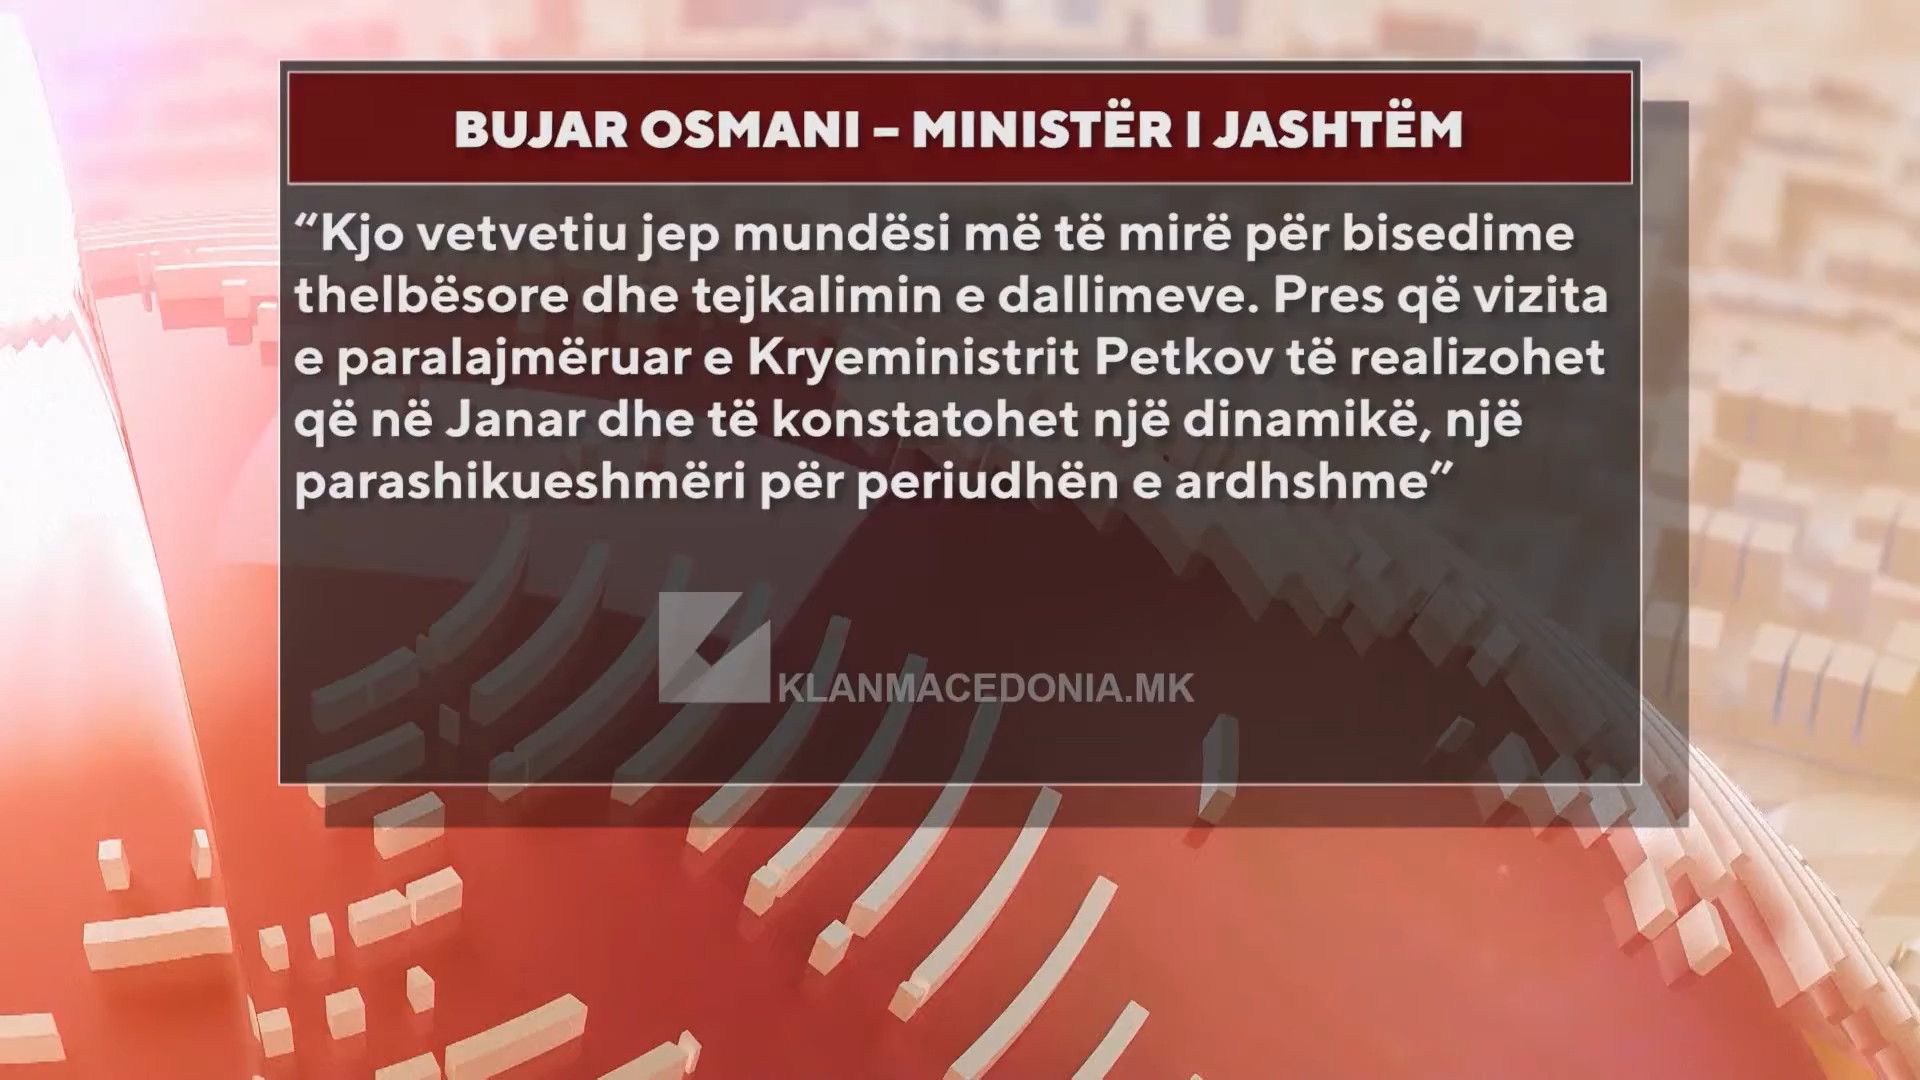 BUJAR OSMANI – MINISTËR I JASHTËM
“Kjo vetvetiu jep mundësi më të mirë për bisedime
thelbësore dhe tejkalimin e dallimeve. Pres që vizita
e paralajmëruar e Kryeministrit Petkov të realizohet
që në Janar dhe të konstatohet një dinamikë, një
parashikueshmëri për periudhën e ardhshme”
KLANMACEDONIA.MK